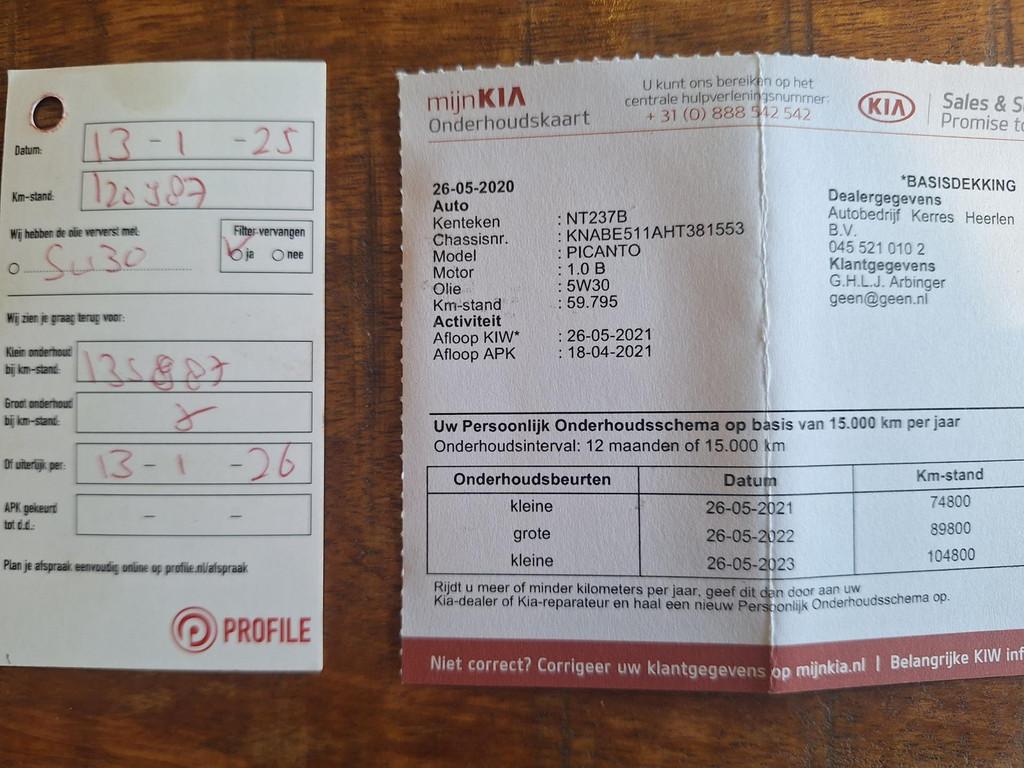 Datum: 13 - 1 - 25
Km-stand: 120987
Wij hebben de olie ververst met:
Filter vervangen
5w30
ja nee
Wij zien je graag terug voor:
Klein onderhoud
bij km-stand: 135987
Groot onderhoud
bij km-stand:
Of uiterlijk per: 13 - 1 - 26
APK gekeurd
tot d.d.: - -
Plan je afspraak eenvoudig online op profile.nl/afspraak
PROFILE
mijnKIA
Onderhoudskaart
U kunt ons bereiken op het
centrale hulpverleningsnummer:
+ 31 (0) 888 542 542
KIA
Sales & S
Promise to
26-05-2020
Auto
Kenteken : NT237B
Chassisnr. : KNABE511AHT381553
Model : PICANTO
Motor : 1.0 B
Olie : 5W30
Km-stand : 59.795
Activiteit
Afloop KIW* : 26-05-2021
Afloop APK : 18-04-2021
*BASISDEKKING
Dealergegevens
Autobedrijf Kerres Heerlen
B.V.
045 521 010 2
Klantgegevens
G.H.L.J. Arbinger
geen@geen.nl
Uw Persoonlijk Onderhoudsschema op basis van 15.000 km per jaar
Onderhoudsinterval: 12 maanden of 15.000 km
Onderhoudsbeurten Datum Km-stand
kleine 26-05-2021 74800
grote 26-05-2022 89800
kleine 26-05-2023 104800
Rijdt u meer of minder kilometers per jaar, geef dit dan door aan uw
Kia-dealer of Kia-reparateur en haal een nieuw Persoonlijk Onderhoudsschema op.
Niet correct? Corrigeer uw klantgegevens op mijnkia.nl | Belangrijke KIW inf